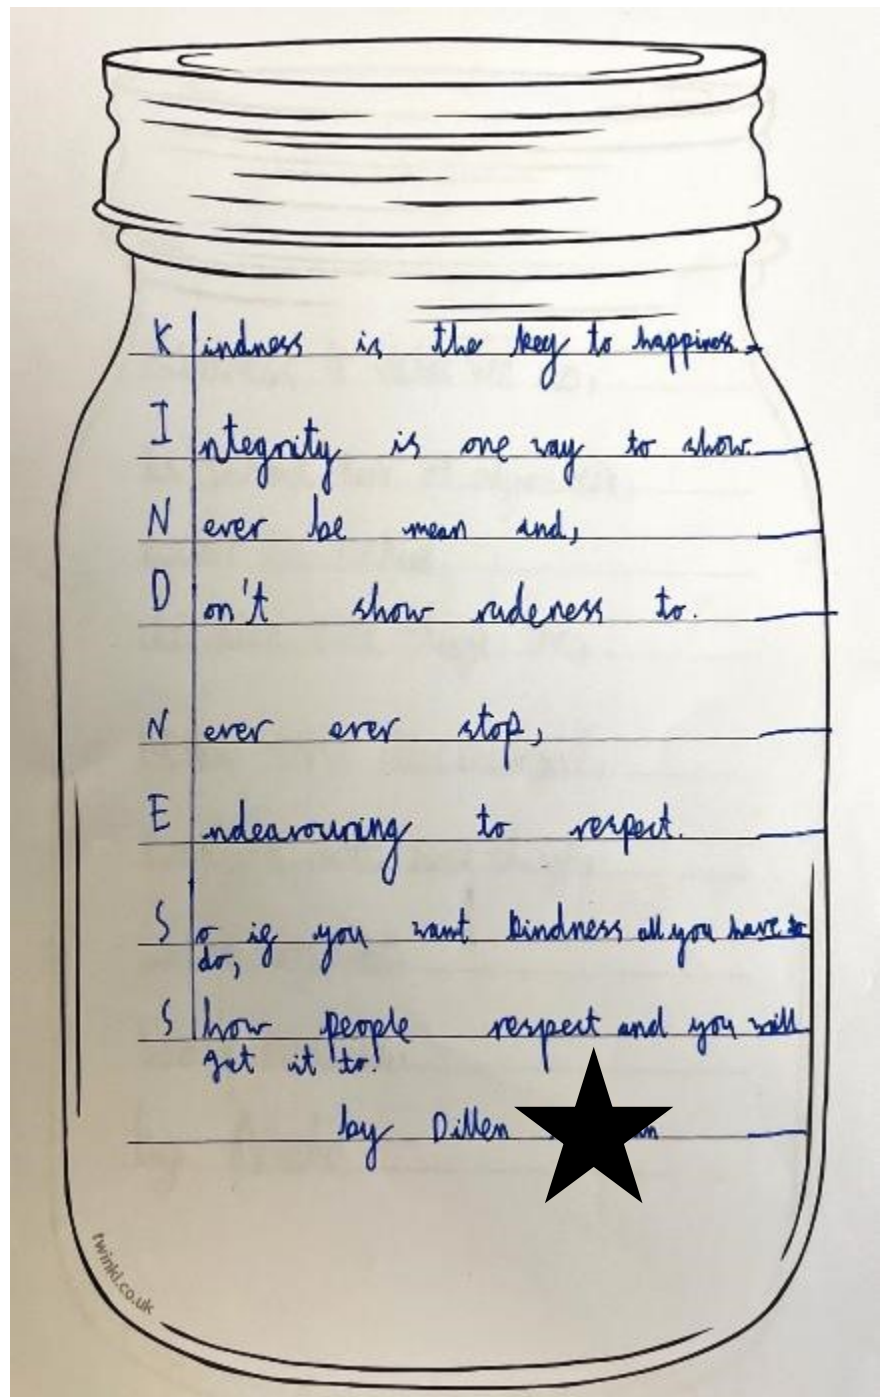 Kindness is the key to happiness.
Integrity is one way to show.
Never be mean and,
Don't show rudeness to.
Never ever stop,
Endeavouring to respect.
So if you want kindness all you have to
do,
Show people respect and you will
get it to!
by Dillen
twinkl.co.uk